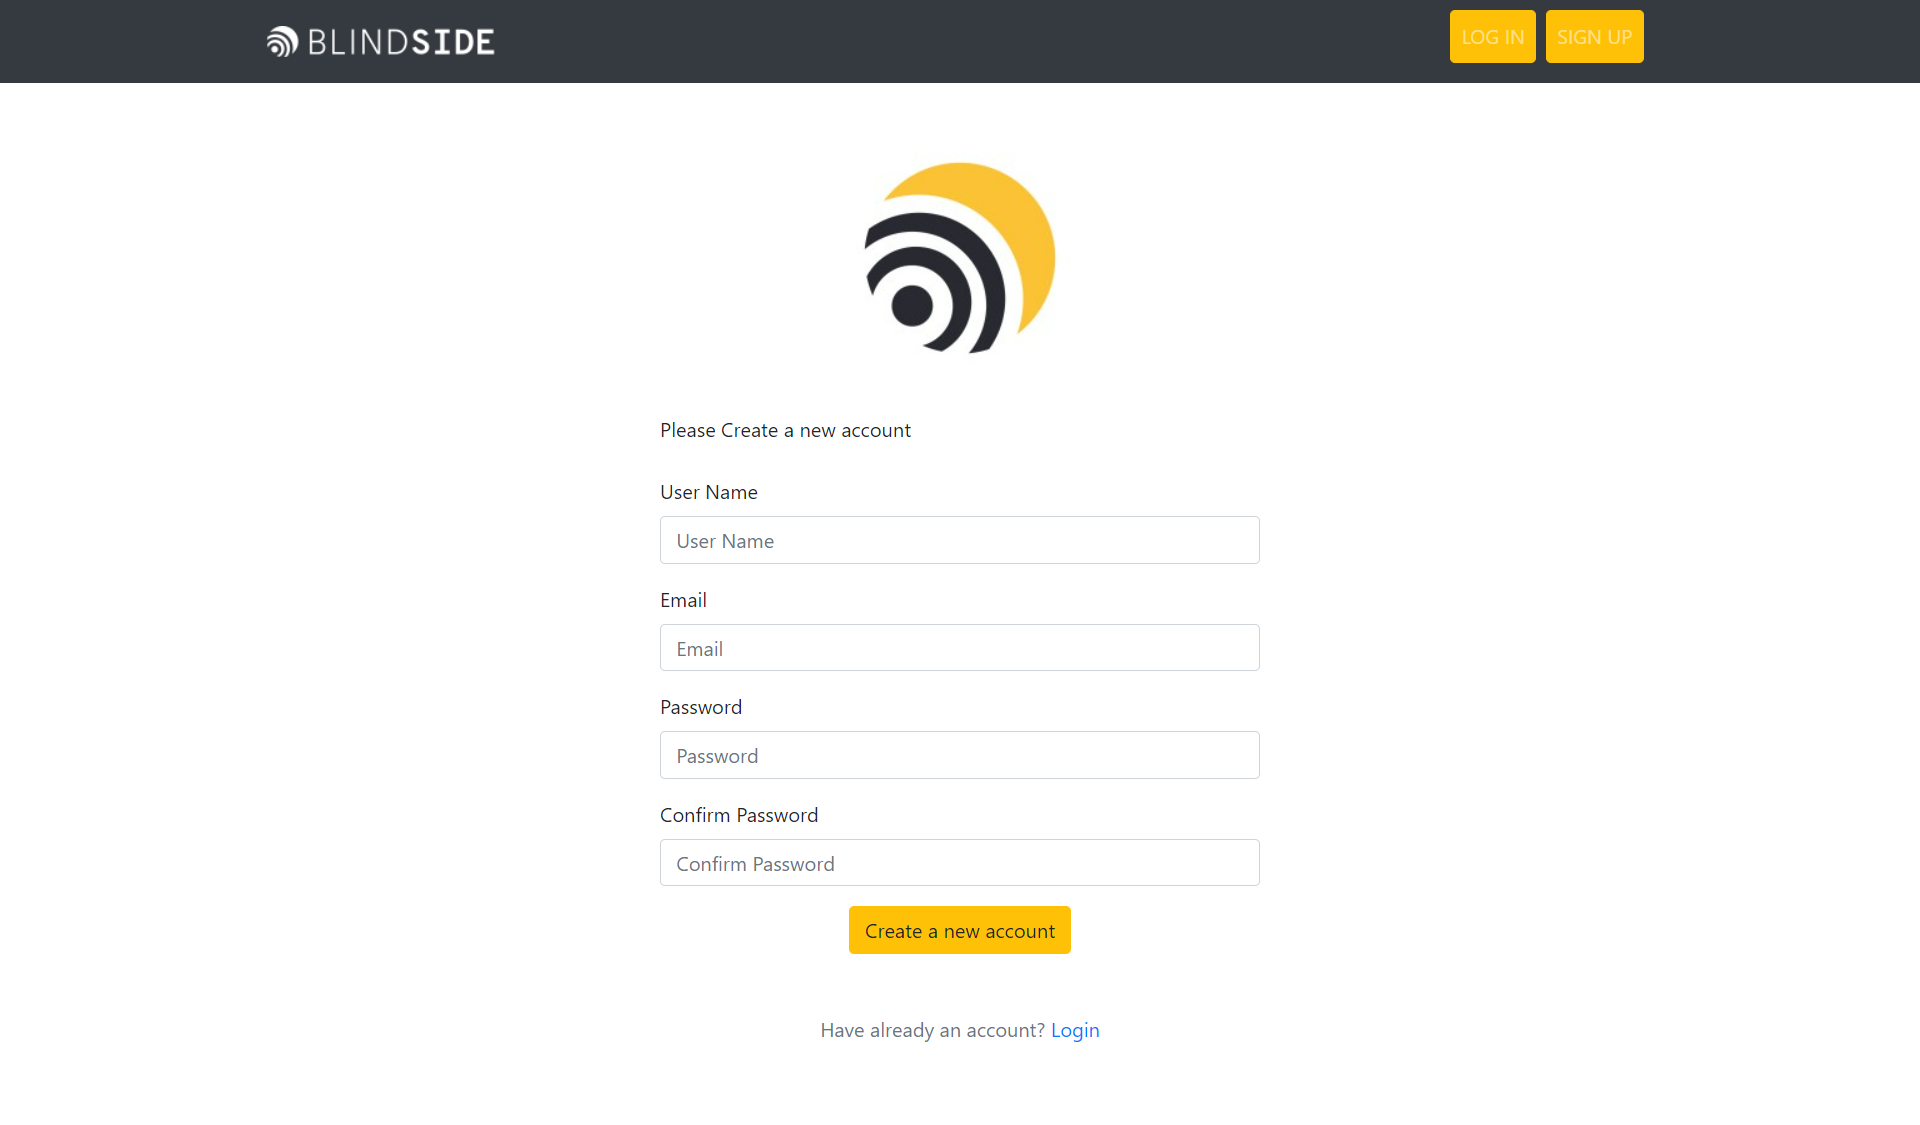 BLINDSIDE
LOG IN
SIGN UP
Please Create a new account
User Name
User Name
Email
Email
Password
Password
Confirm Password
Confirm Password
Create a new account
Have already an account? Login